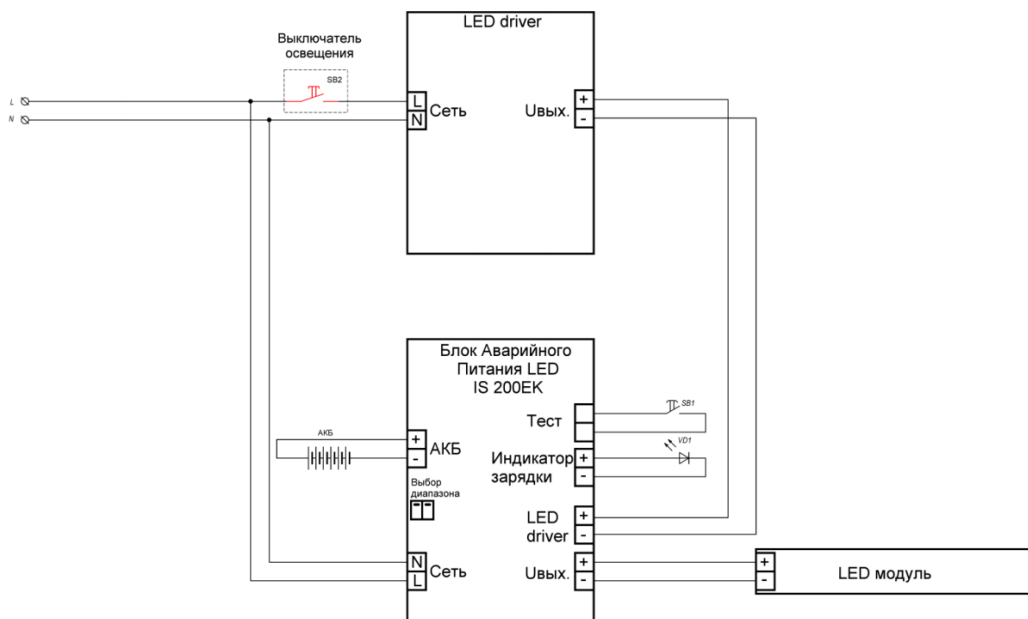 LED driver
Выключатель
освещения
SB2
L
N
L
N
Сеть
Uвых.
+
-
Блок Аварийного
Питания LED
IS 200EK
Тест
SB1
АКБ
+
-
АКБ
VD1
Индикатор
зарядки
+
-
Выбор
диапазона
LED
driver
+
-
N
L
Сеть
Uвых.
+
-
+
-
LED модуль